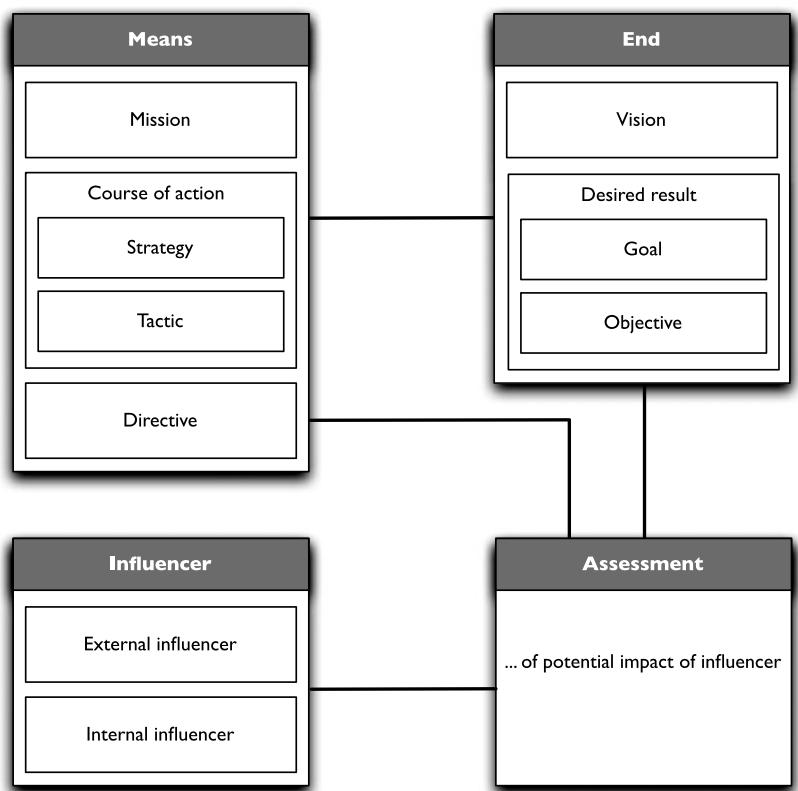 Means
Mission
Course of action
Strategy
Tactic
Directive
End
Vision
Desired result
Goal
Objective
Influencer
External influencer
Internal influencer
Assessment
... of potential impact of influencer